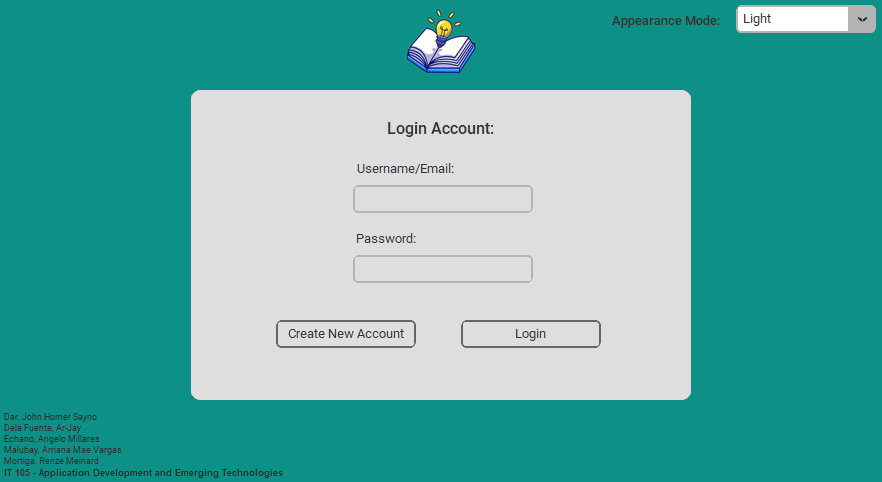 Appearance Mode:
Light
Login Account:
Username/Email:
Password:
Create New Account
Login
Dar, John Homer Sayno
Dela Fuente, Ar-Jay
Echano, Angelo Millares
Malubay, Arriana Mae Vargas
Mortiga, Renze Meinard
IT 105 - Application Development and Emerging Technologies